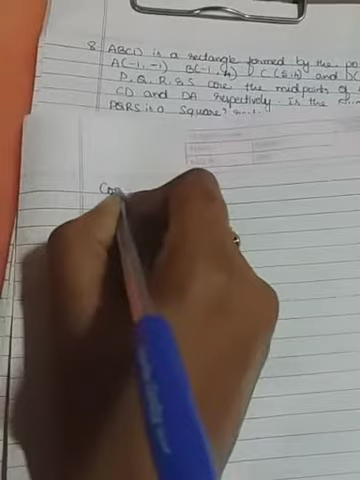 8. ABCD is a rectangle formed by the
A(-1,-1) B(-1,4) C(5,4) and D(
P, Q, R, & S are the midpoints of
CD and DA respectively. Is the
PQRS is a square?
Co